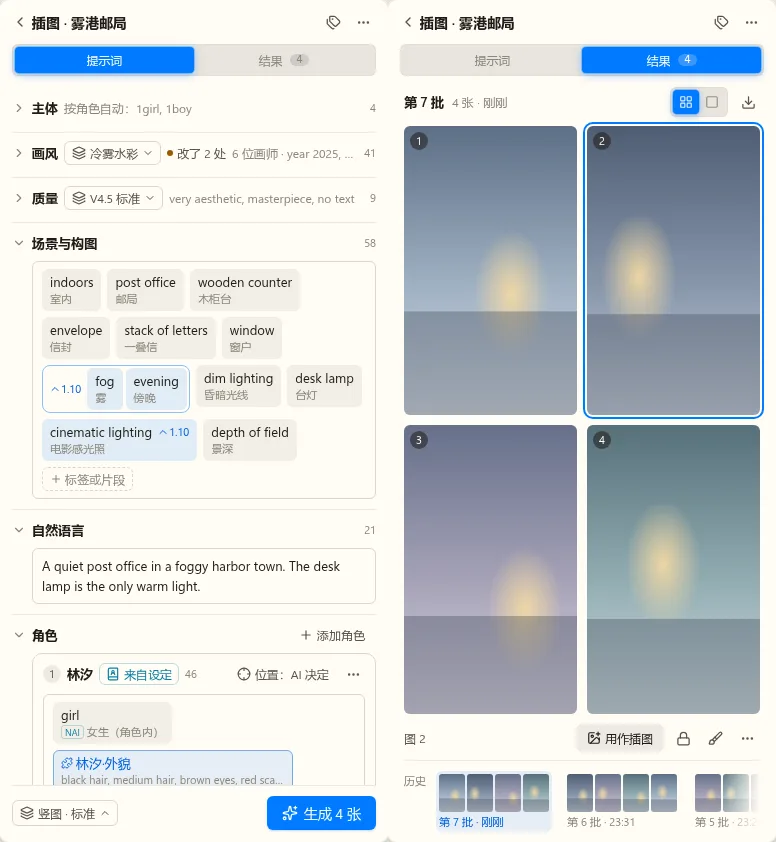 插图 · 雾港邮局
提示词
结果 4
主体 按角色自动：1girl, 1boy 4
画风 冷雾水彩 改了 2 处 6 位画师 · year 2025, ... 41
质量 V4.5 标准 very aesthetic, masterpiece, no text 9
场景与构图 58
indoors
室内
post office
邮局
wooden counter
木柜台
envelope
信封
stack of letters
一叠信
window
窗户
1.10
fog
雾
evening
傍晚
dim lighting
昏暗光线
desk lamp
台灯
cinematic lighting 1.10
电影感光照
depth of field
景深
+ 标签或片段
自然语言 21
A quiet post office in a foggy harbor town. The desk
lamp is the only warm light.
角色 + 添加角色
1 林汐 来自设定 46 位置：AI 决定
girl
NAI 女生（角色内）
林汐·外貌
black hair, medium hair, brown eyes, red sca...
竖图 · 标准
生成 4 张
插图 · 雾港邮局
提示词
结果 4
第 7 批 4 张 · 刚刚
1
2
3
4
图 2
用作插图
历史
第 7 批 · 刚刚
第 6 批 · 23:31
第 5 批 · 23:2